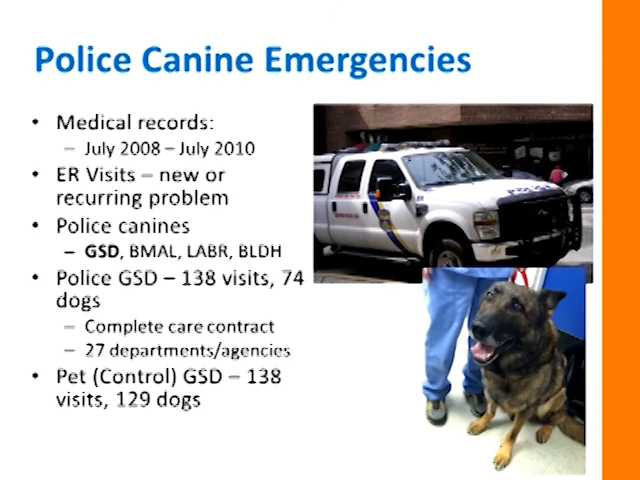 Police Canine Emergencies
• Medical records:
– July 2008 – July 2010
• ER Visits – new or
recurring problem
• Police canines
– GSD, BMAL, LABR, BLDH
• Police GSD – 138 visits, 74
dogs
– Complete care contract
– 27 departments/agencies
• Pet (Control) GSD – 138
visits, 129 dogs
POLICE